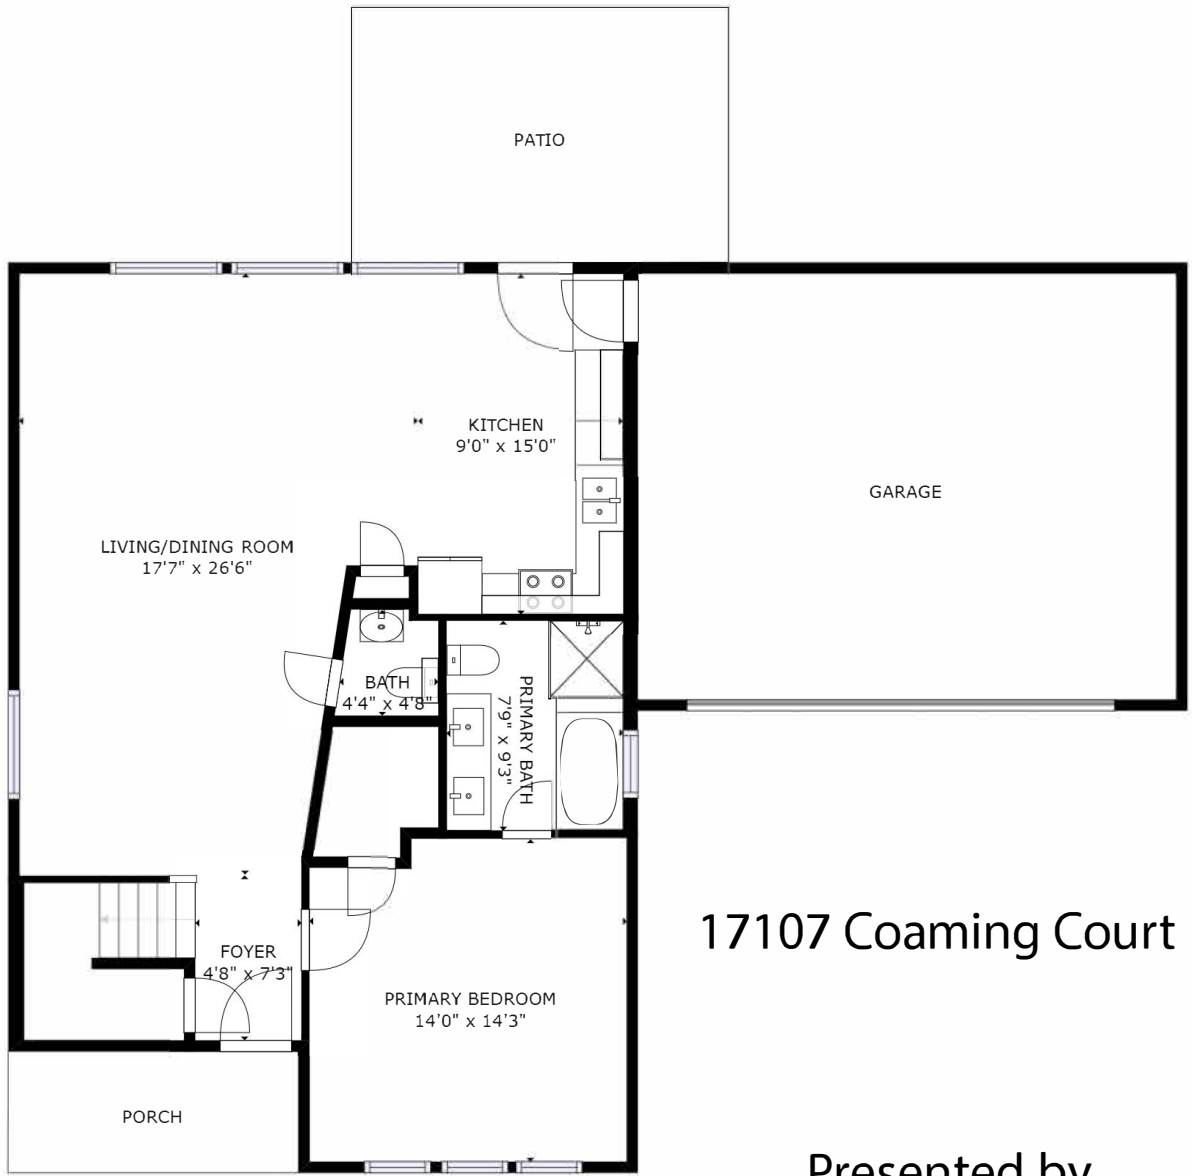 PATIO
KITCHEN
9'0" x 15'0"
GARAGE
LIVING/DINING ROOM
17'7" x 26'6"
BATH
4'4" x 4'8"
PRIMARY BATH
7'9" x 9'3"
17107 Coaming Court
FOYER
4'8" x 7'3"
PRIMARY BEDROOM
14'0" x 14'3"
PORCH
Presented by